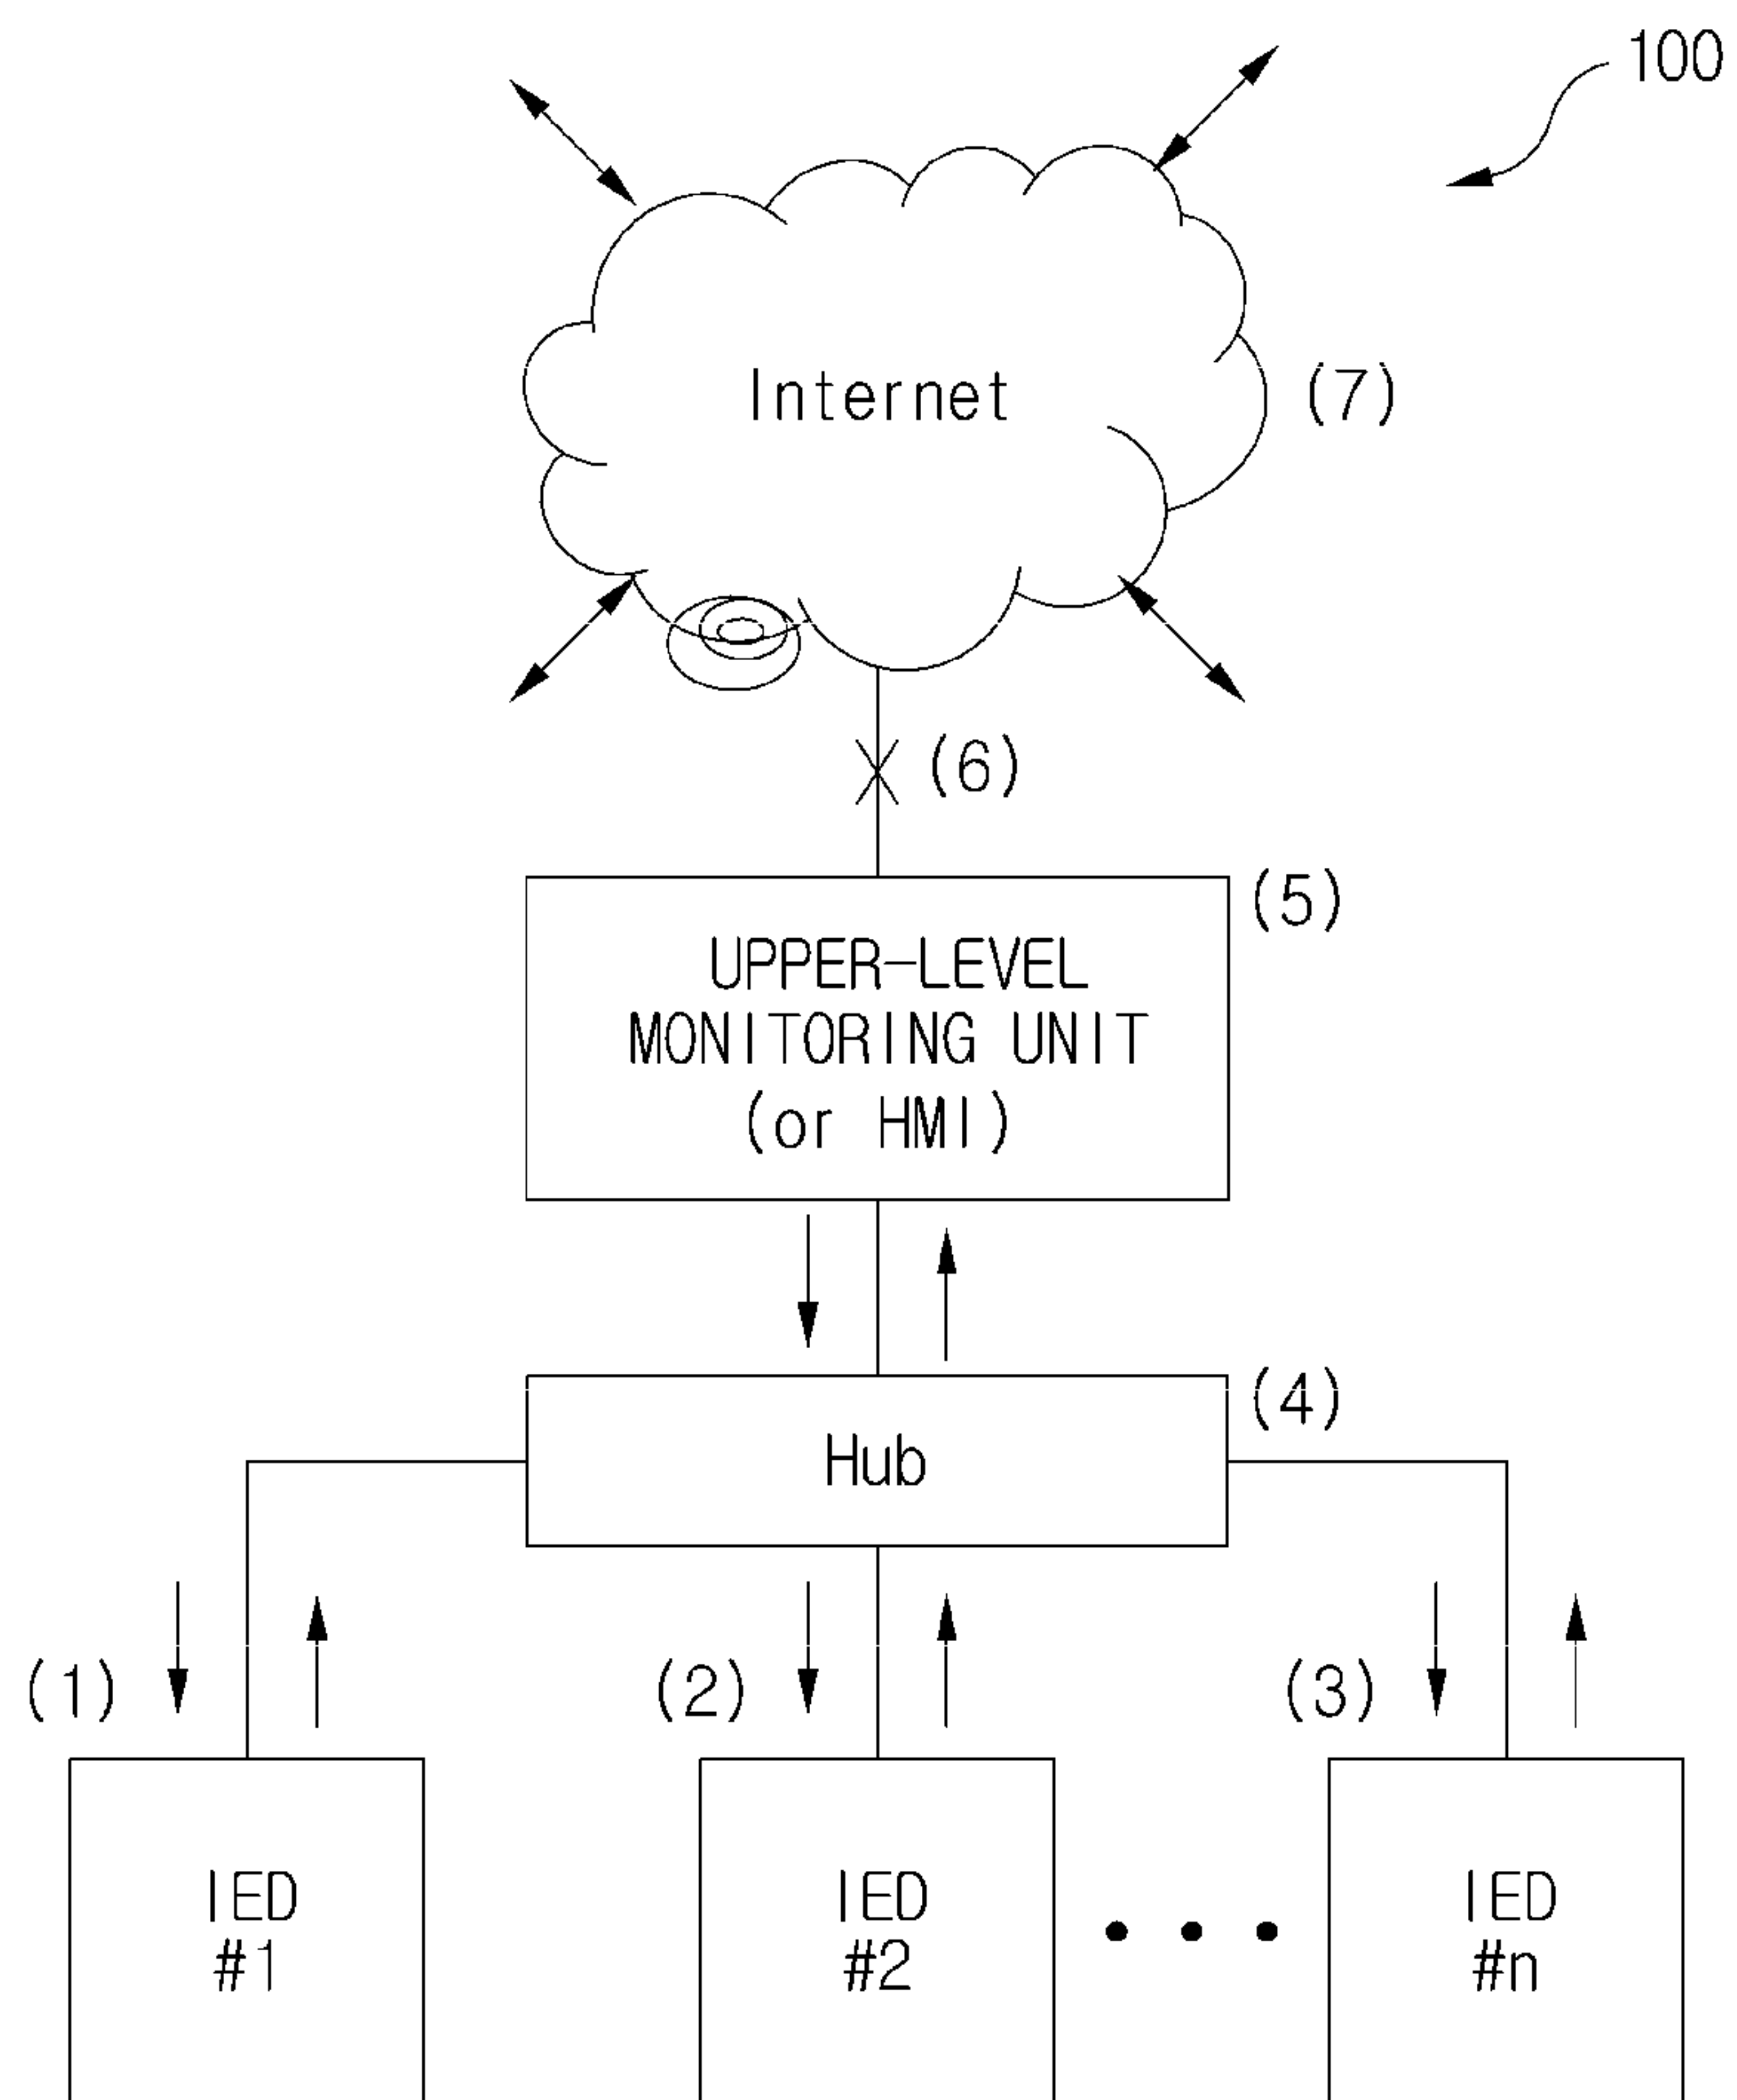 100
Internet
(7)
(6)
(5)
UPPER-LEVEL
MONITORING UNIT
(or HMI)
(4)
Hub
(1)
(2)
(3)
IED
#1
IED
#2
IED
#n